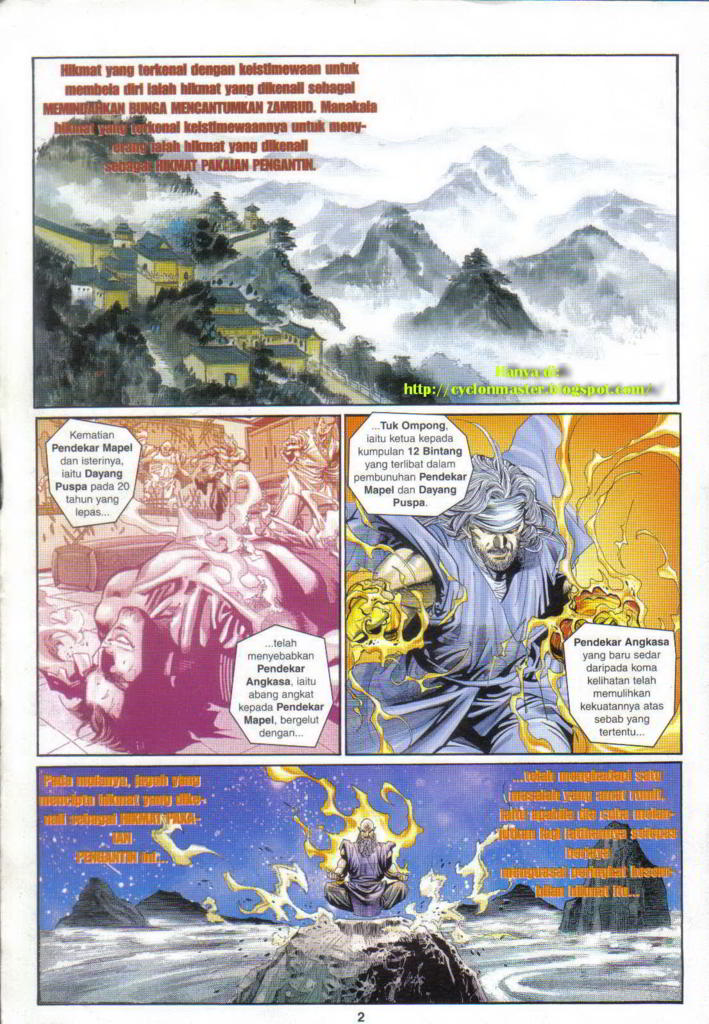 Hikmat yang terkenal dengan keistimewaan untuk
membela diri ialah hikmat yang dikenali sebagai
MEMINDAHKAN BUNGA MENCANTUMKAN ZAMRUD. Manakala
hikmat yang terkenal keistimewaannya untuk meny-
erang ialah hikmat yang dikenali
sebagai HIKMAT PAKAIAN PENGANTIN.
Hanya di:
http://cyclonmaster.blogspot.com/
Kematian
Pendekar Mapel
dan isterinya,
iaitu Dayang
Puspa pada 20
tahun yang
lepas...
...telah
menyebabkan
Pendekar
Angkasa, iaitu
abang angkat
kepada Pendekar
Mapel, bergelut
dengan...
...Tuk Ompong,
iaitu ketua kepada
kumpulan 12 Bintang
yang terlibat dalam
pembunuhan Pendekar
Mapel dan Dayang
Puspa.
Pendekar Angkasa
yang baru sedar
daripada koma
kelihatan telah
memulihkan
kekuatannya atas
sebab yang
tertentu...
Pada mulanya, jaguh yang
mencipta hikmat yang dike-
nali sebagai HIKMAT PAKA-
IAN
PENGANTIN ini...
...telah menghadapi satu
masalah yang amat rumit,
iaitu apabila dia cuba melan-
jutkan lagi latihannya selepas
berjaya
menguasai peringkat kesem-
bilan hikmat itu...
2